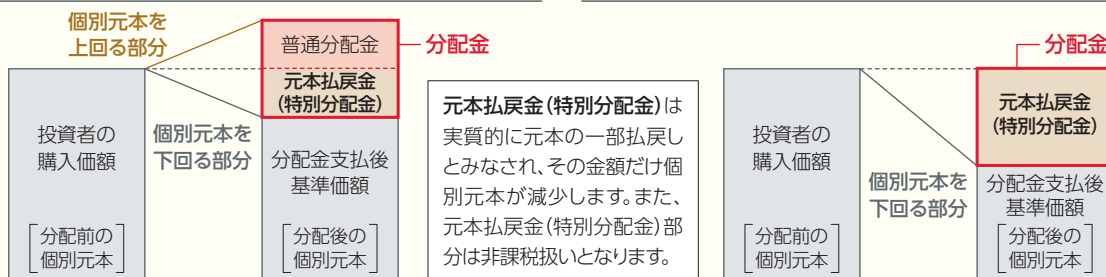 個別元本を
上回る部分
普通分配金
分配金
元本払戻金
(特別分配金)
投資者の
購入価額
個別元本を
下回る部分
分配金支払後
基準価額
分配前の
個別元本
分配後の
個別元本
元本払戻金(特別分配金)は
実質的に元本の一部払戻し
とみなされ、その金額だけ個
別元本が減少します。また、
元本払戻金(特別分配金)部
分は非課税扱いとなります。
分配金
元本払戻金
(特別分配金)
投資者の
購入価額
個別元本を
下回る部分
分配金支払後
基準価額
分配前の
個別元本
分配後の
個別元本